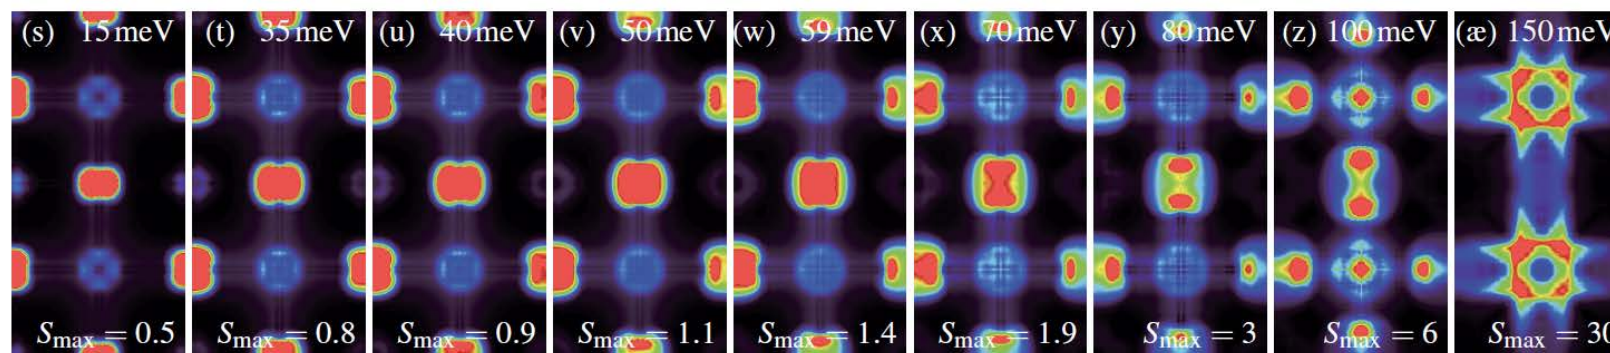 (s) 15 meV (t) 35 meV (u) 40 meV (v) 50 meV (w) 59 meV (x) 70 meV (y) 80 meV (z) 100 meV (æ) 150 meV
Smax = 0.5 Smax = 0.8 Smax = 0.9 Smax = 1.1 Smax = 1.4 Smax = 1.9 Smax = 3 Smax = 6 Smax = 30